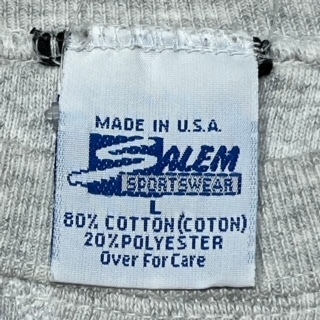 MADE IN U.S.A.
SALEM
SPORTSWEAR
L
80% COTTON(COTON)
20% POLYESTER
Over For Care